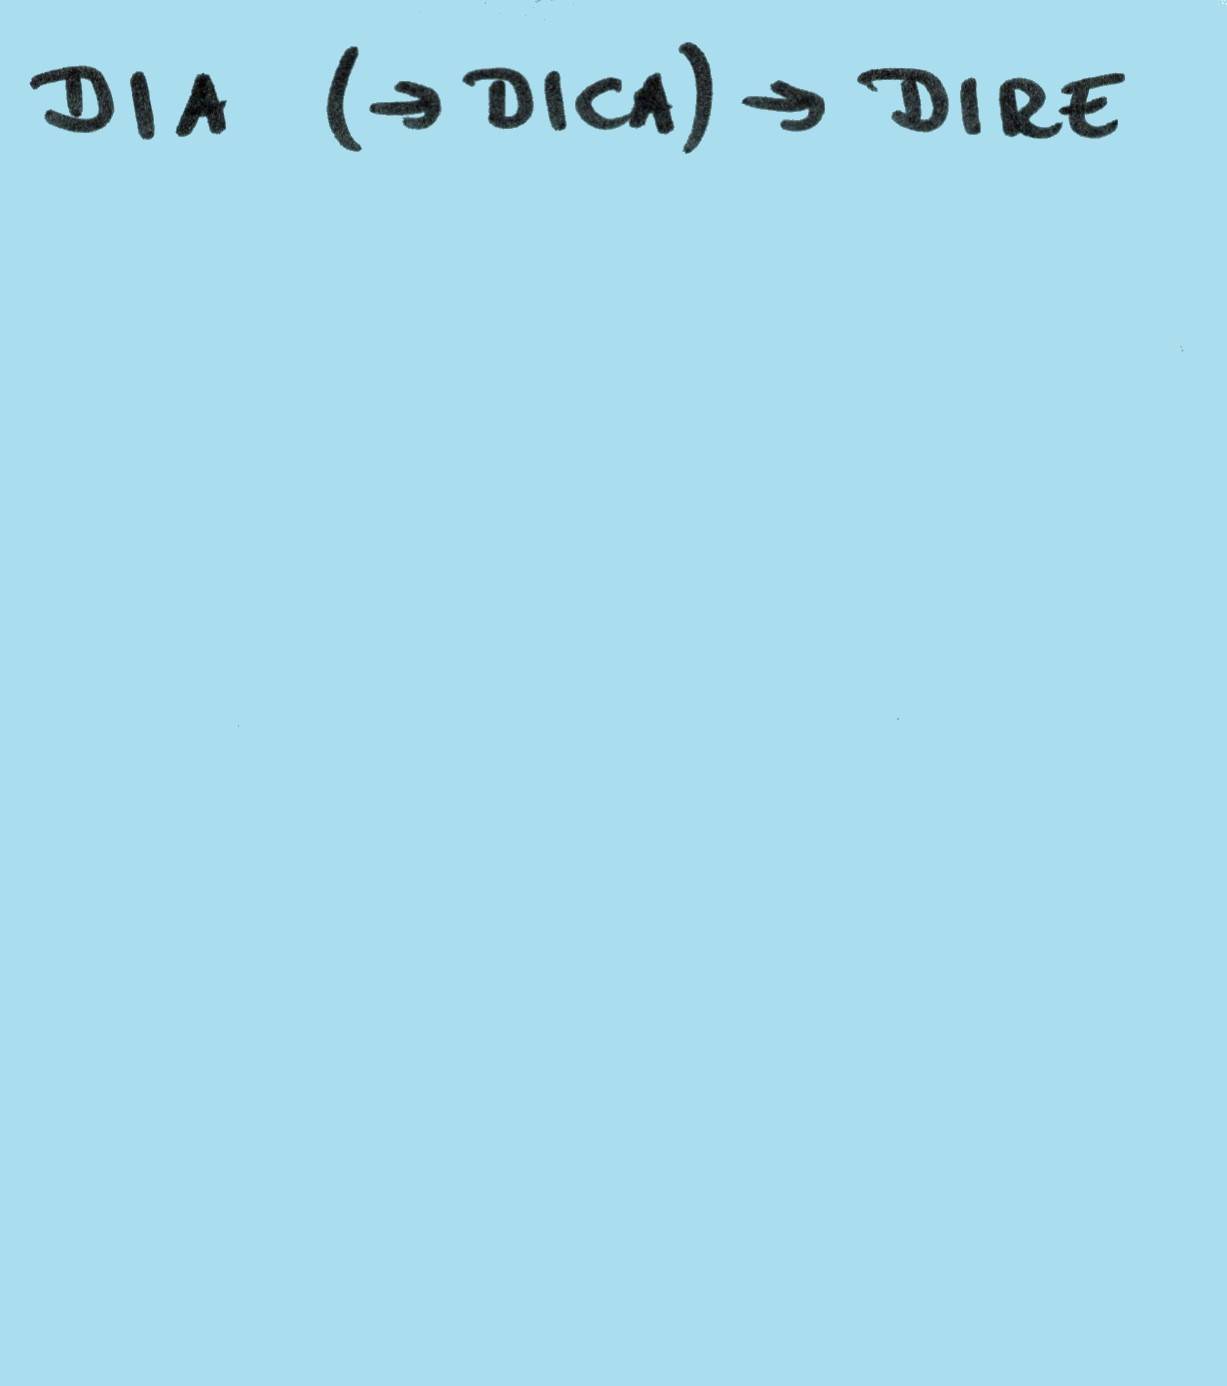 DIA (→ DICA) → DIRE